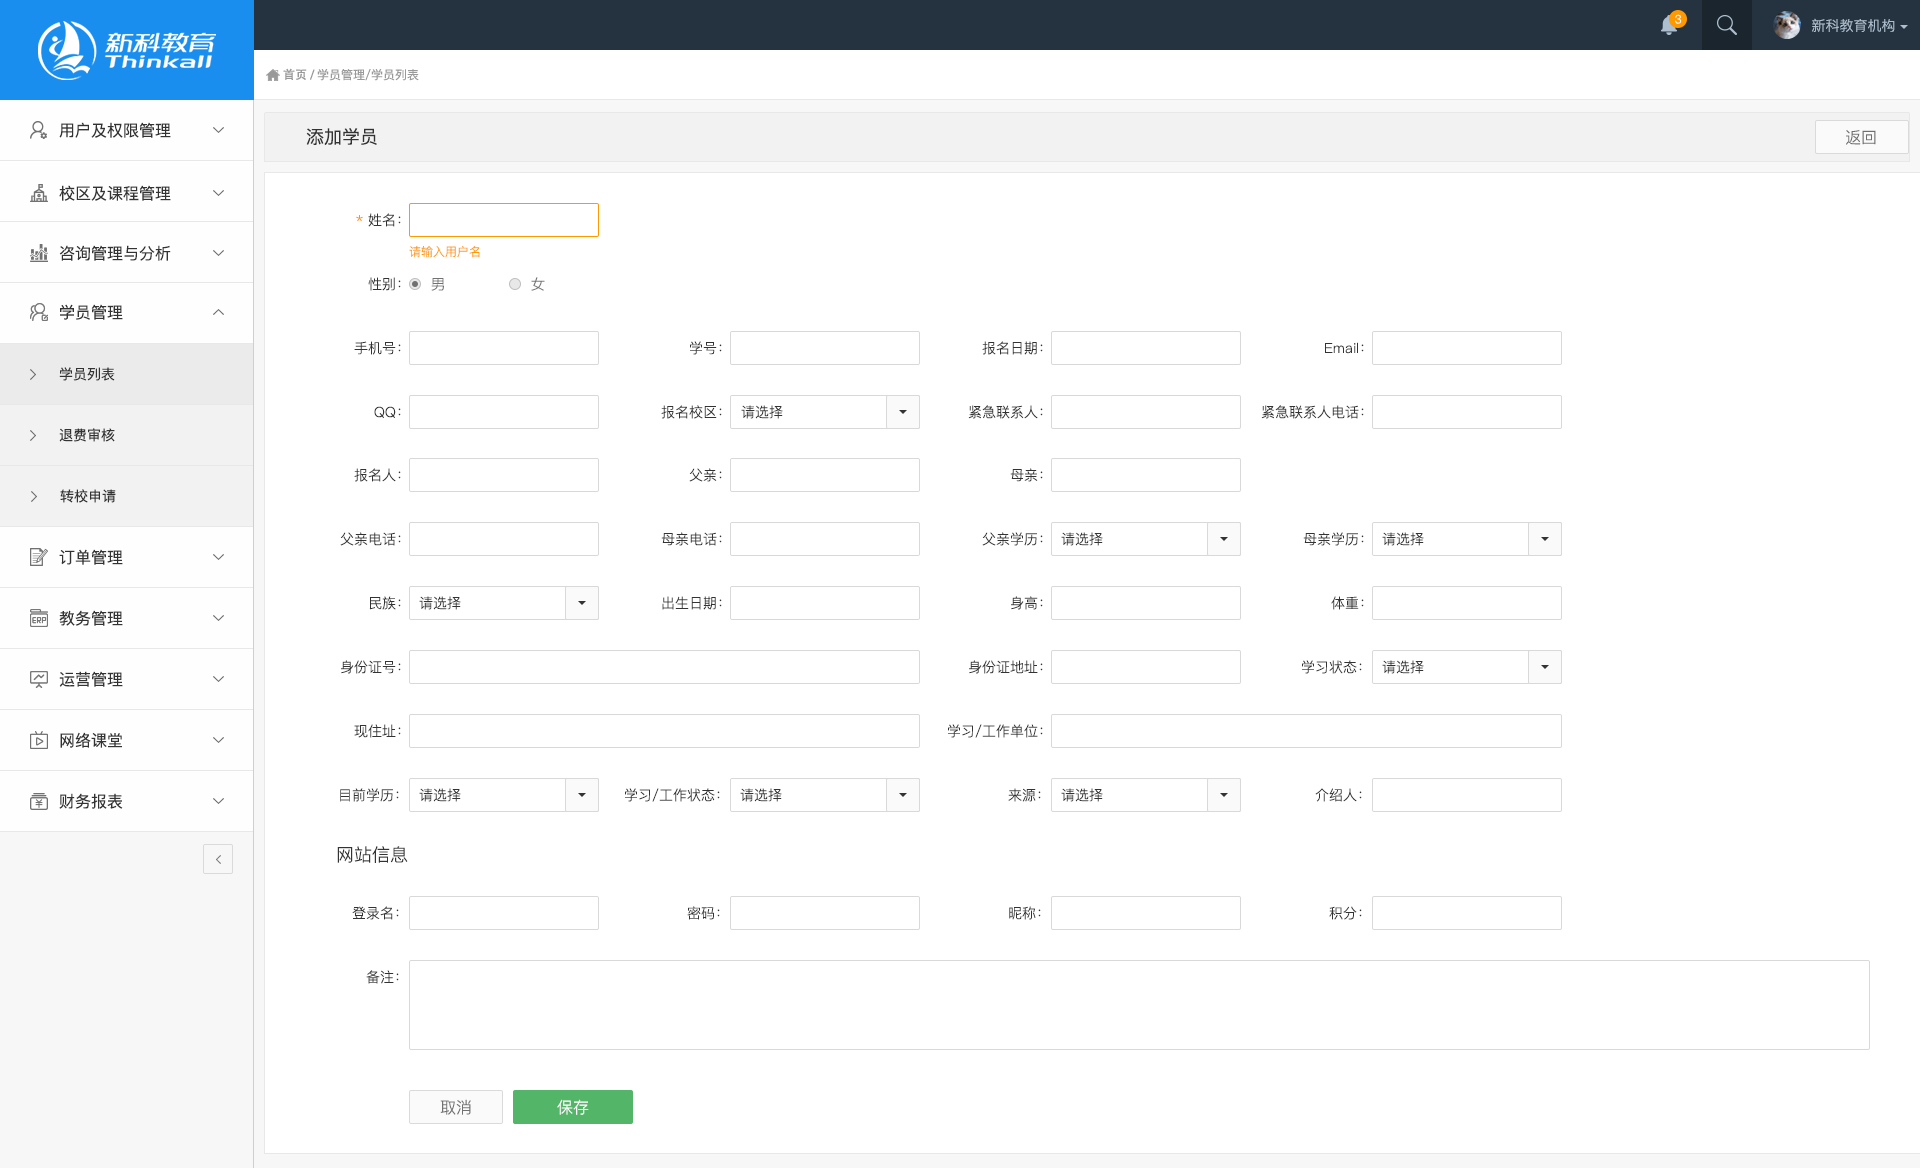 新科教育
Thinkall
3
新科教育机构
首页 / 学员管理/学员列表
用户及权限管理
校区及课程管理
咨询管理与分析
学员管理
学员列表
退费审核
转校申请
订单管理
ERP 教务管理
运营管理
网络课堂
¥ 财务报表
添加学员
返回
* 姓名:
请输入用户名
性别: 男 女
手机号: 学号: 报名日期: Email:
QQ: 报名校区: 请选择 紧急联系人: 紧急联系人电话:
报名人: 父亲: 母亲:
父亲电话: 母亲电话: 父亲学历: 请选择 母亲学历: 请选择
民族: 请选择 出生日期: 身高: 体重:
身份证号: 身份证地址: 学习状态: 请选择
现住址: 学习/工作单位:
目前学历: 请选择 学习/工作状态: 请选择 来源: 请选择 介绍人:
网站信息
登录名: 密码: 昵称: 积分:
备注:
取消 保存